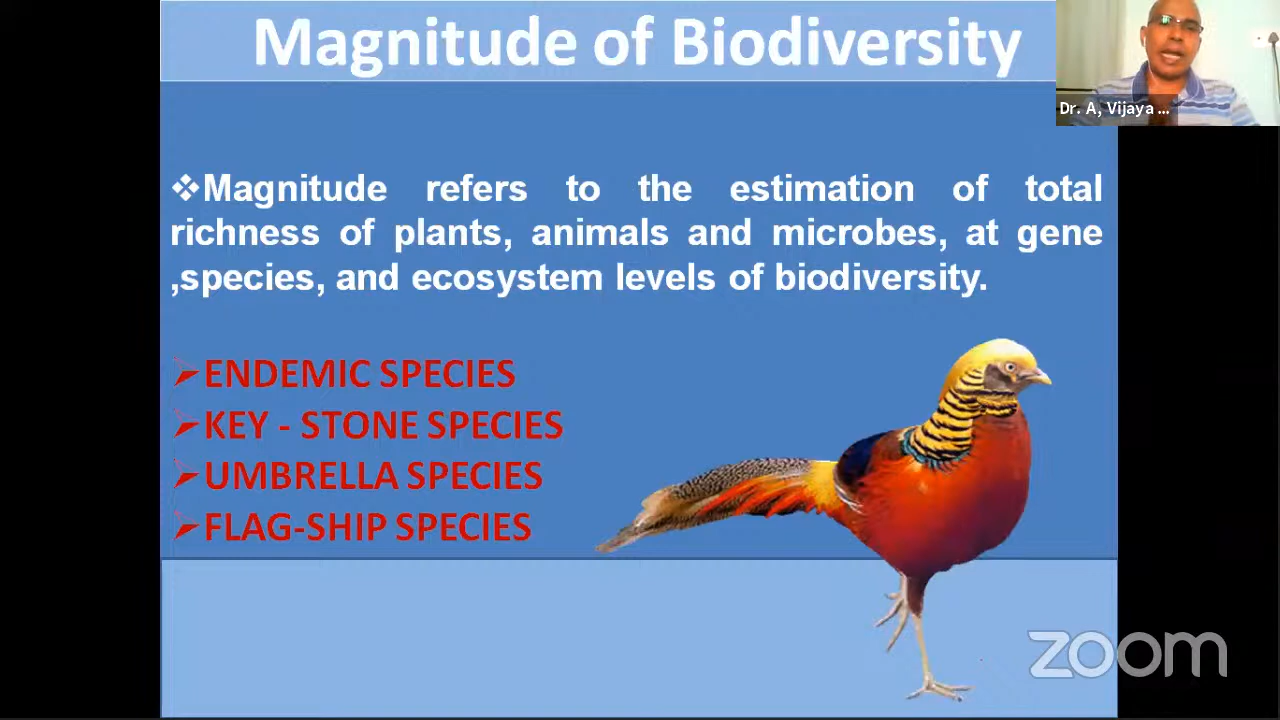 Magnitude of Biodiversity
Dr. A, Vijaya ...
❖Magnitude refers to the estimation of total
richness of plants, animals and microbes, at gene
,species, and ecosystem levels of biodiversity.
➢ENDEMIC SPECIES
➢KEY - STONE SPECIES
➢UMBRELLA SPECIES
➢FLAG-SHIP SPECIES
zoom